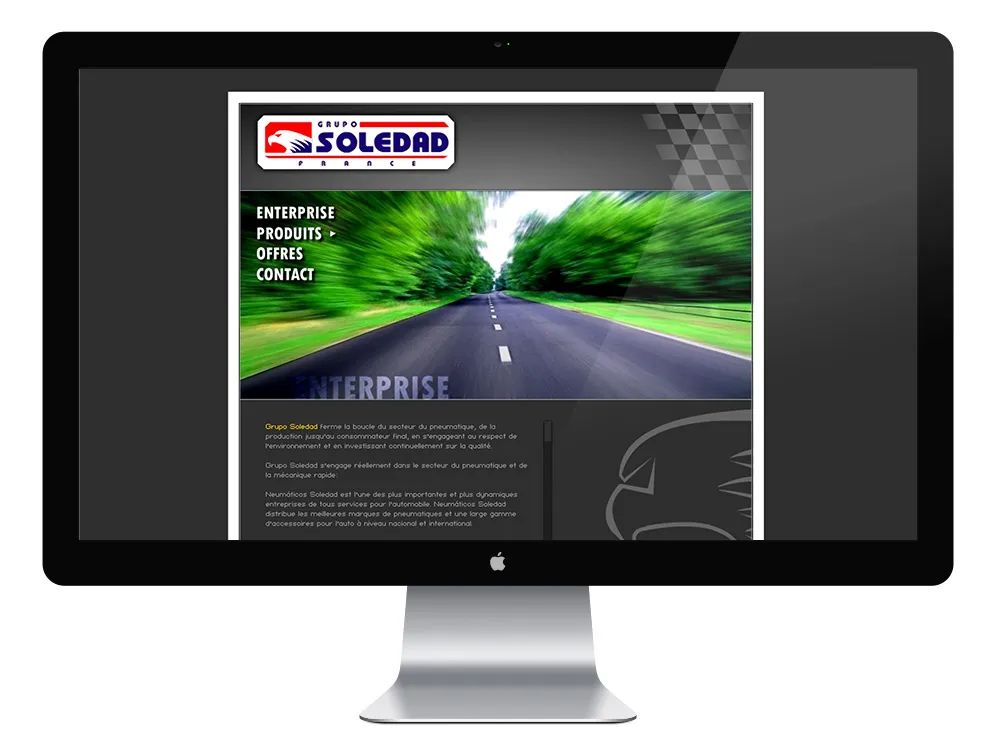 GRUPO
SOLEDAD
FRANCE
ENTERPRISE
PRODUITS
OFFRES
CONTACT
ENTERPRISE
Grupo Soledad ferme la boucle du secteur du pneumatique, de la
production jusqu'au consommateur final, en s'engageant au respect de
l'environnement et en investissant continuellement sur la qualité.
Grupo Soledad s'engage réellement dans le secteur du pneumatique et de
la mécanique rapide:
Neumáticos Soledad est l'une des plus importantes et plus dynamiques
entreprises de tous services pour l'automobile. Neumáticos Soledad
distribue les meilleures marques de pneumatiques et une large gamme
d'accessoires pour l'auto à niveau nacional et international.